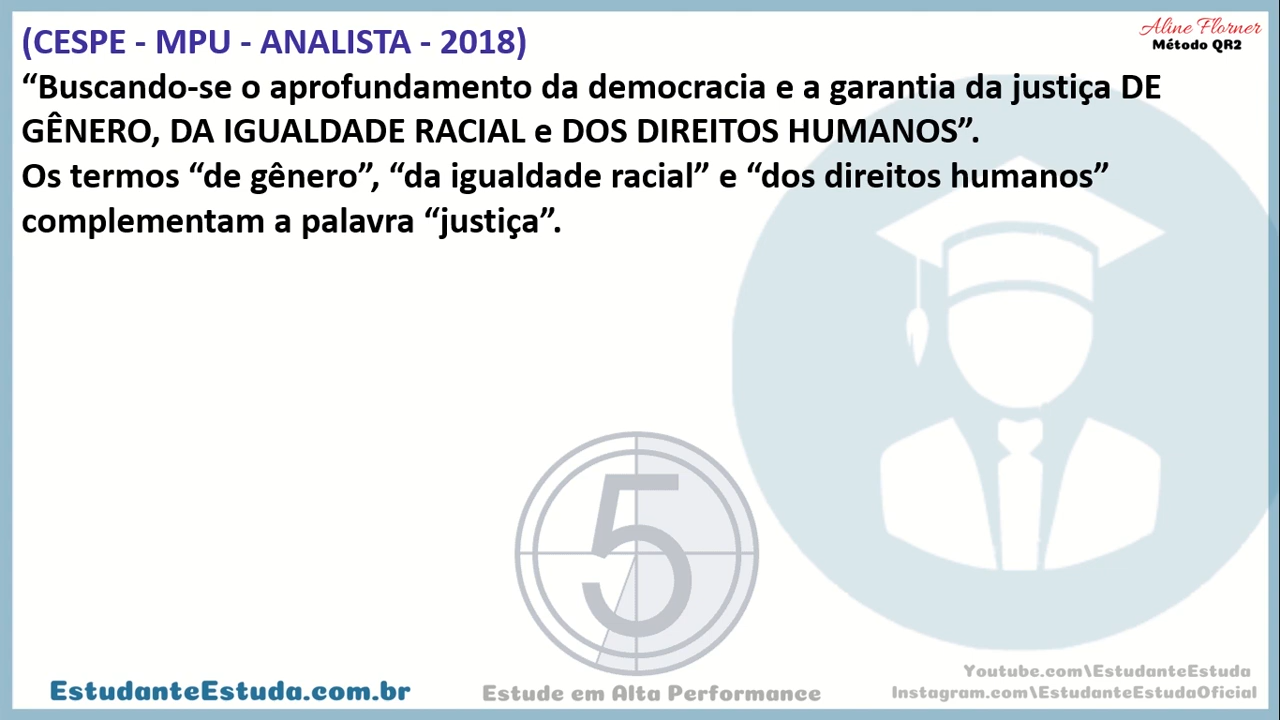 (CESPE - MPU - ANALISTA - 2018)
Aline Florner
Método QR2
“Buscando-se o aprofundamento da democracia e a garantia da justiça DE
GÊNERO, DA IGUALDADE RACIAL e DOS DIREITOS HUMANOS”.
Os termos “de gênero”, “da igualdade racial” e “dos direitos humanos”
complementam a palavra “justiça”.
5
EstudanteEstuda.com.br
Estude em Alta Performance
Youtube.com\EstudanteEstuda
Instagram.com\EstudanteEstudaOficial